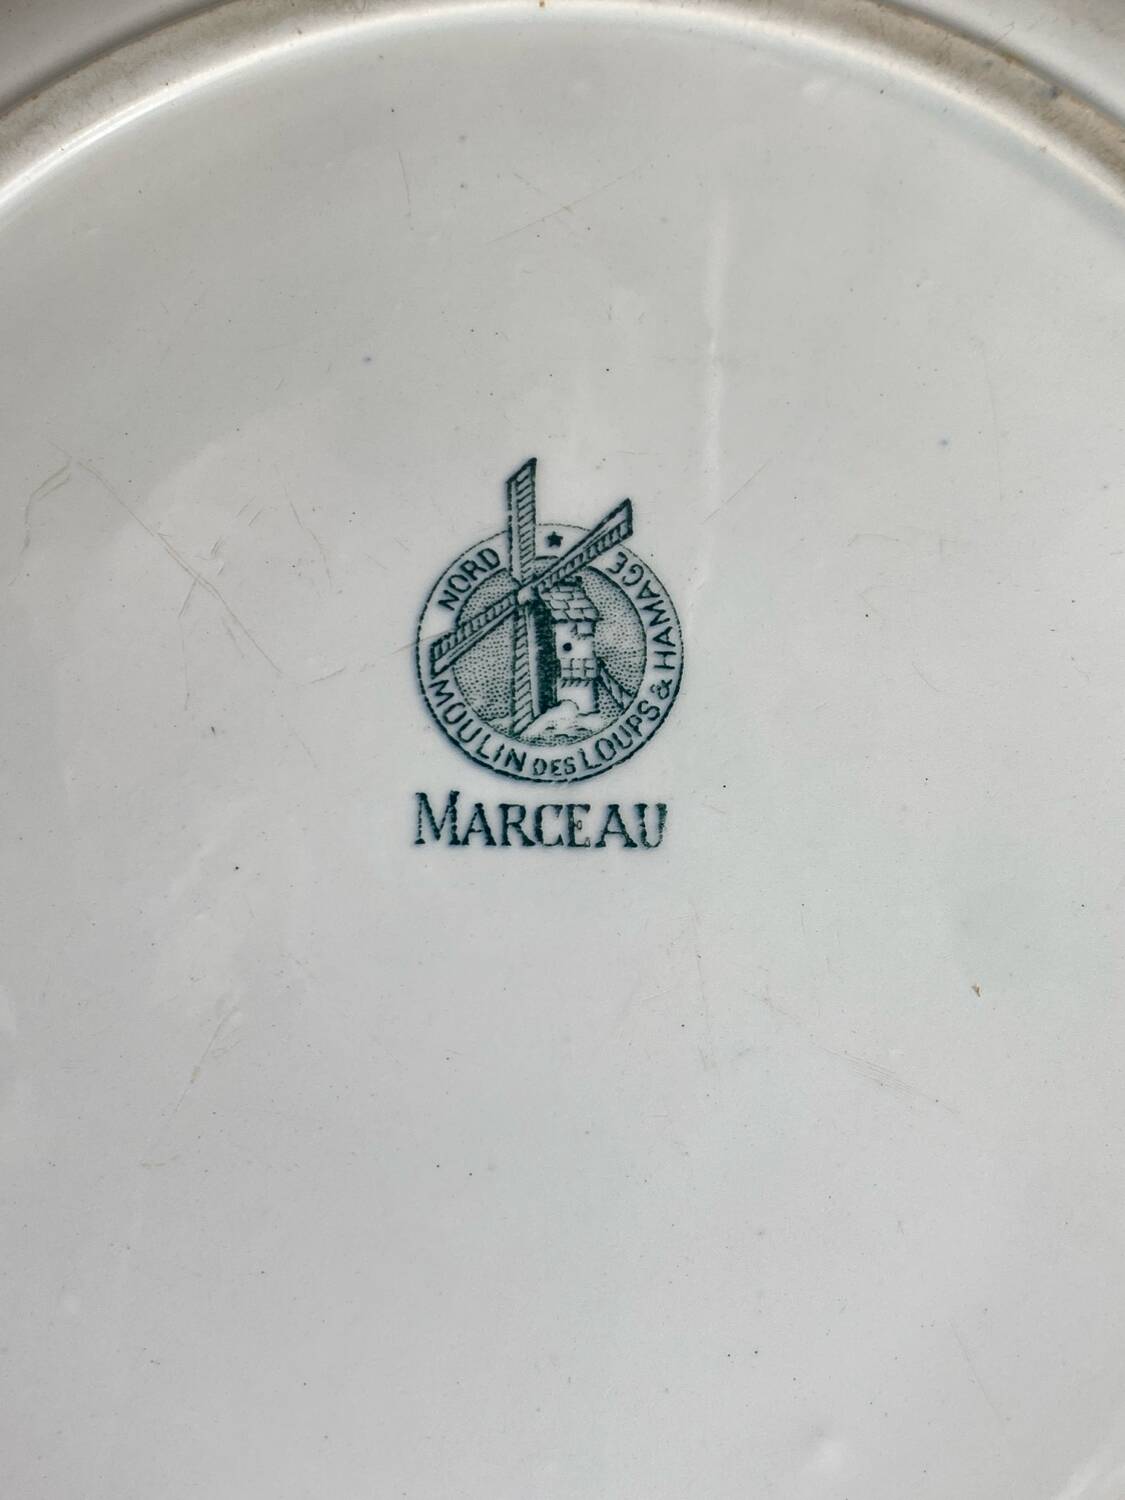 NORD ★
MOULIN DES LOUPS & HAMAGE
MARCEAU